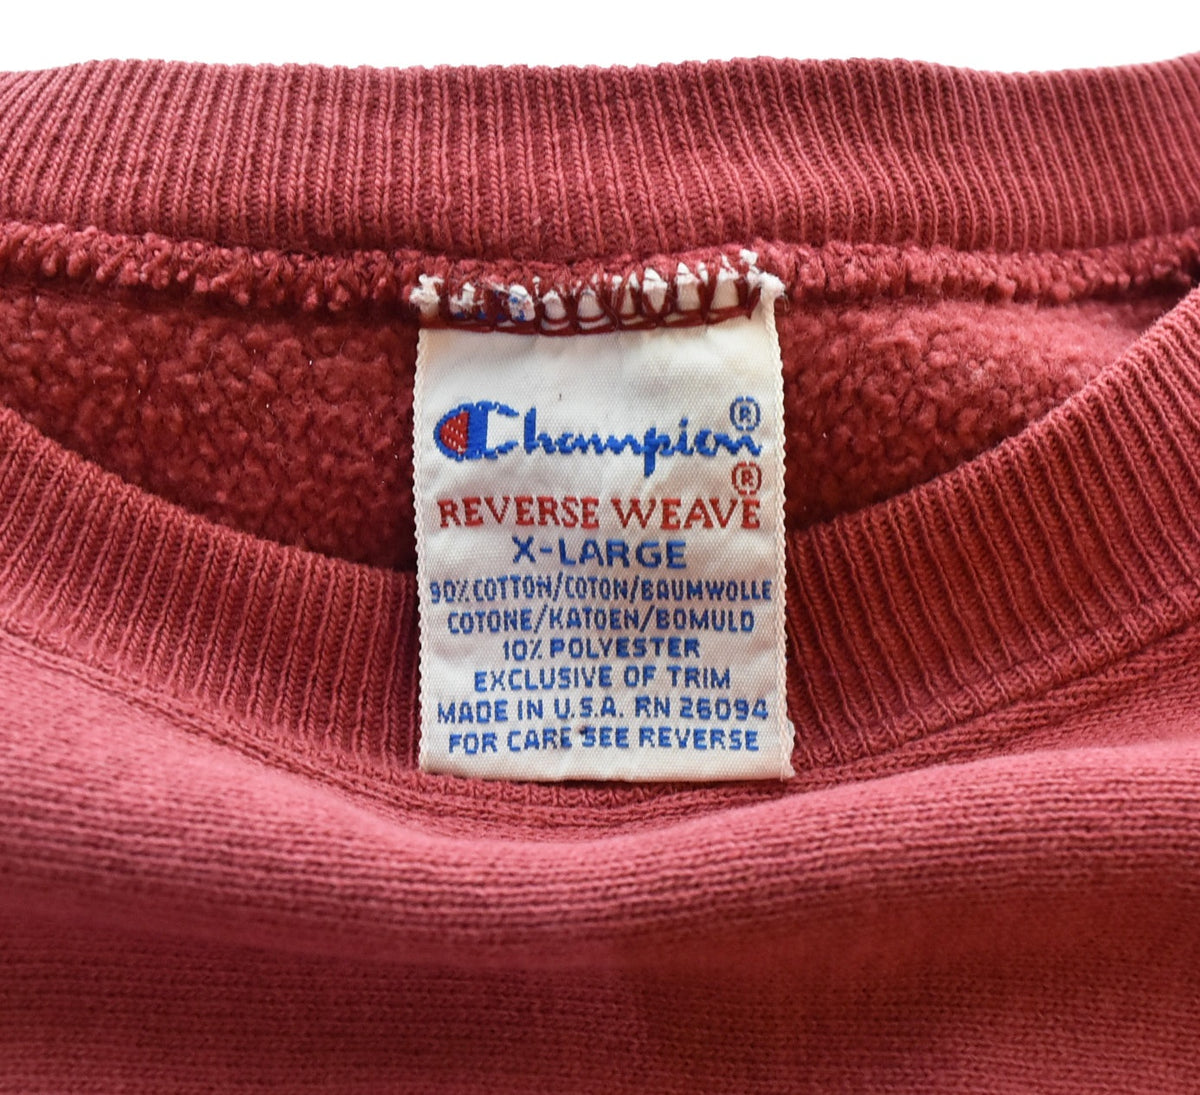 Champion®
REVERSE WEAVE®
X-LARGE
90% COTTON/COTON/BAUMWOLLE
COTONE/KATOEN/BOMULD
10% POLYESTER
EXCLUSIVE OF TRIM
MADE IN U.S.A. RN 26094
FOR CARE SEE REVERSE